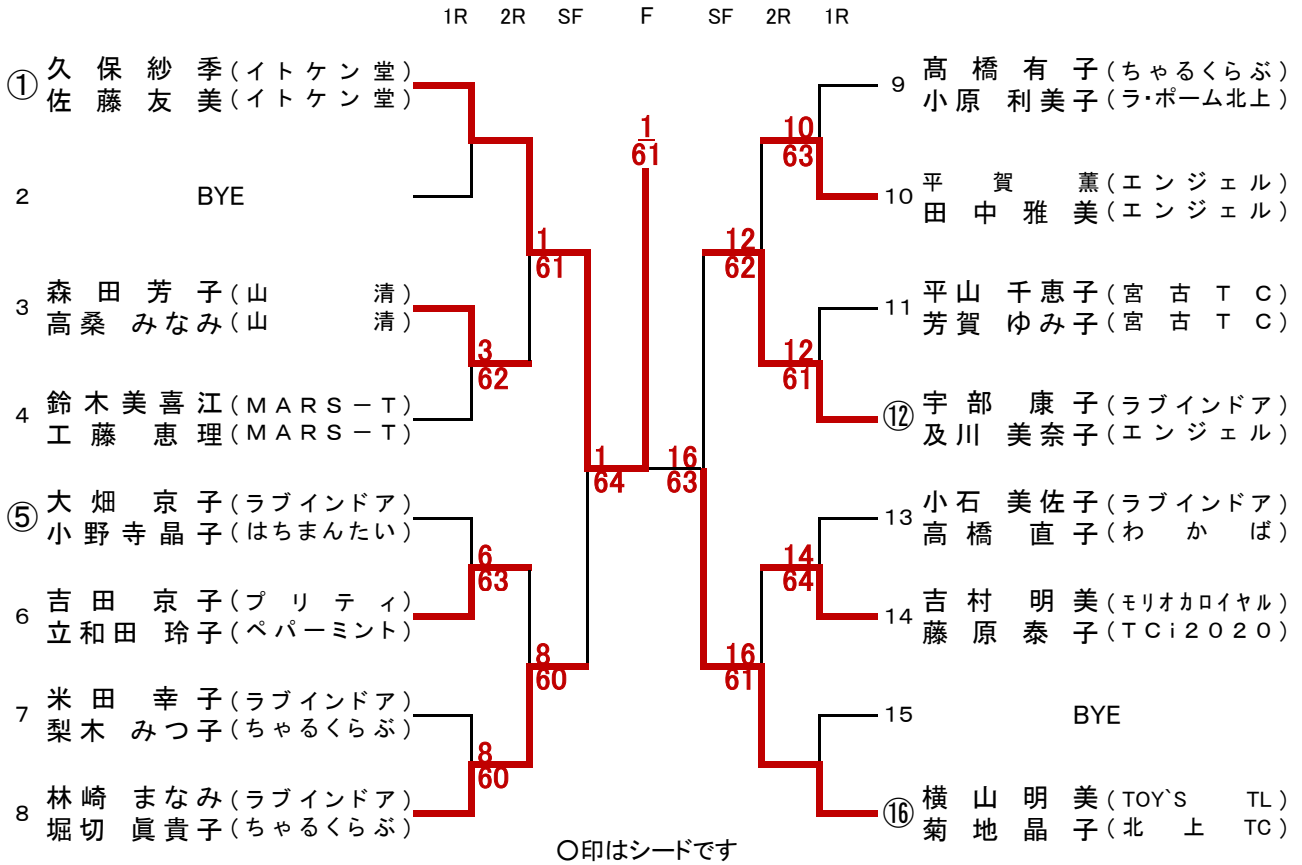 1R 2R SF F SF 2R 1R
① 久保紗季(イトケン堂)
佐藤友美(イトケン堂)
2 BYE
3 森田芳子(山清)
高桑みなみ(山清)
4 鈴木美喜江(MARS－T)
工藤恵理(MARS－T)
⑤ 大畑京子(ラブインドア)
小野寺晶子(はちまんたい)
6 吉田京子(プリティ)
立和田玲子(ペパーミント)
7 米田幸子(ラブインドア)
梨木みつ子(ちゃるくらぶ)
8 林崎まなみ(ラブインドア)
堀切眞貴子(ちゃるくらぶ)
3
62
6
63
8
60
1
61
8
60
1
64
1
61
16
63
12
62
16
61
10
63
12
61
14
64
9 髙橋有子(ちゃるくらぶ)
小原利美子(ラ・ポーム北上)
10 平賀薫(エンジェル)
田中雅美(エンジェル)
11 平山千恵子(宮古TC)
芳賀ゆみ子(宮古TC)
⑫ 宇部康子(ラブインドア)
及川美奈子(エンジェル)
13 小石美佐子(ラブインドア)
高橋直子(わかば)
14 吉村明美(モリオカロイヤル)
藤原泰子(TCi2020)
15 BYE
⑯ 横山明美(TOY`S TL)
菊地晶子(北上TC)
〇印はシードです